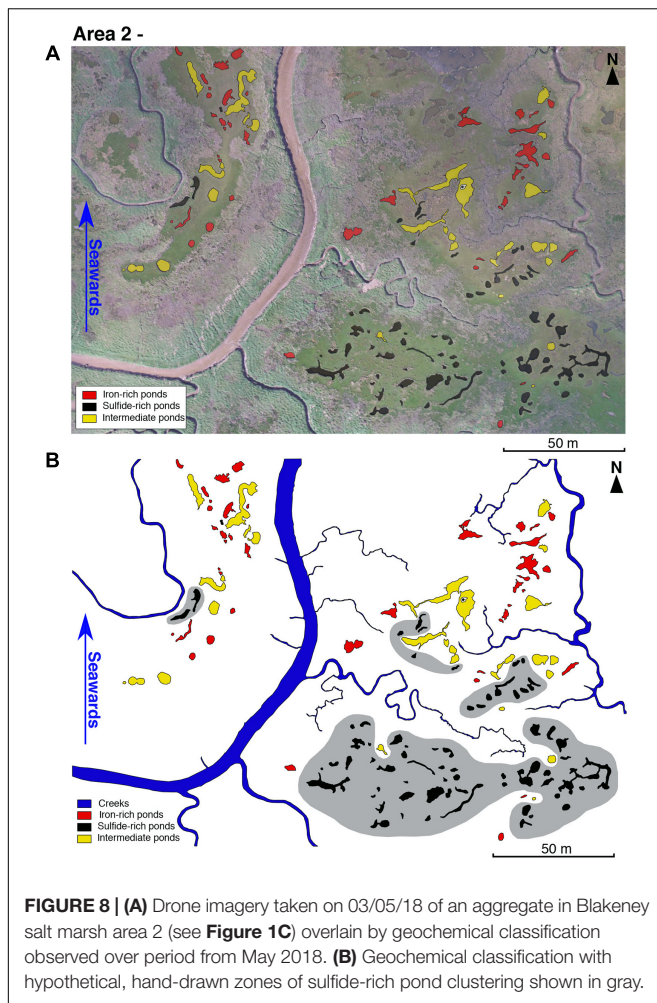 Area 2 -
A
N
Seawards
Iron-rich ponds
Sulfide-rich ponds
Intermediate ponds
50 m
B
N
Seawards
Creeks
Iron-rich ponds
Sulfide-rich ponds
Intermediate ponds
50 m
FIGURE 8 | (A) Drone imagery taken on 03/05/18 of an aggregate in Blakeney
salt marsh area 2 (see Figure 1C) overlain by geochemical classification
observed over period from May 2018. (B) Geochemical classification with
hypothetical, hand-drawn zones of sulfide-rich pond clustering shown in gray.